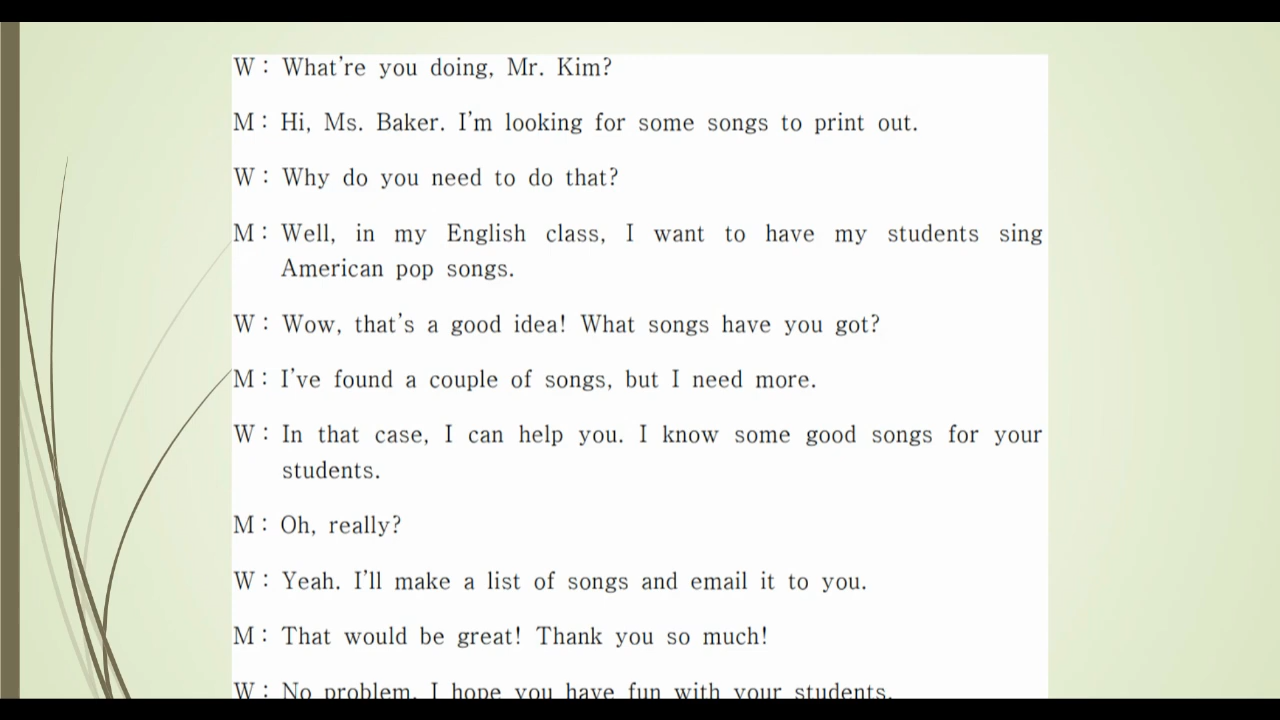 W : What're you doing, Mr. Kim?
M : Hi, Ms. Baker. I'm looking for some songs to print out.
W : Why do you need to do that?
M : Well, in my English class, I want to have my students sing
American pop songs.
W : Wow, that's a good idea! What songs have you got?
M : I've found a couple of songs, but I need more.
W : In that case, I can help you. I know some good songs for your
students.
M : Oh, really?
W : Yeah. I'll make a list of songs and email it to you.
M : That would be great! Thank you so much!
W : No problem. I hope you have fun with your students.